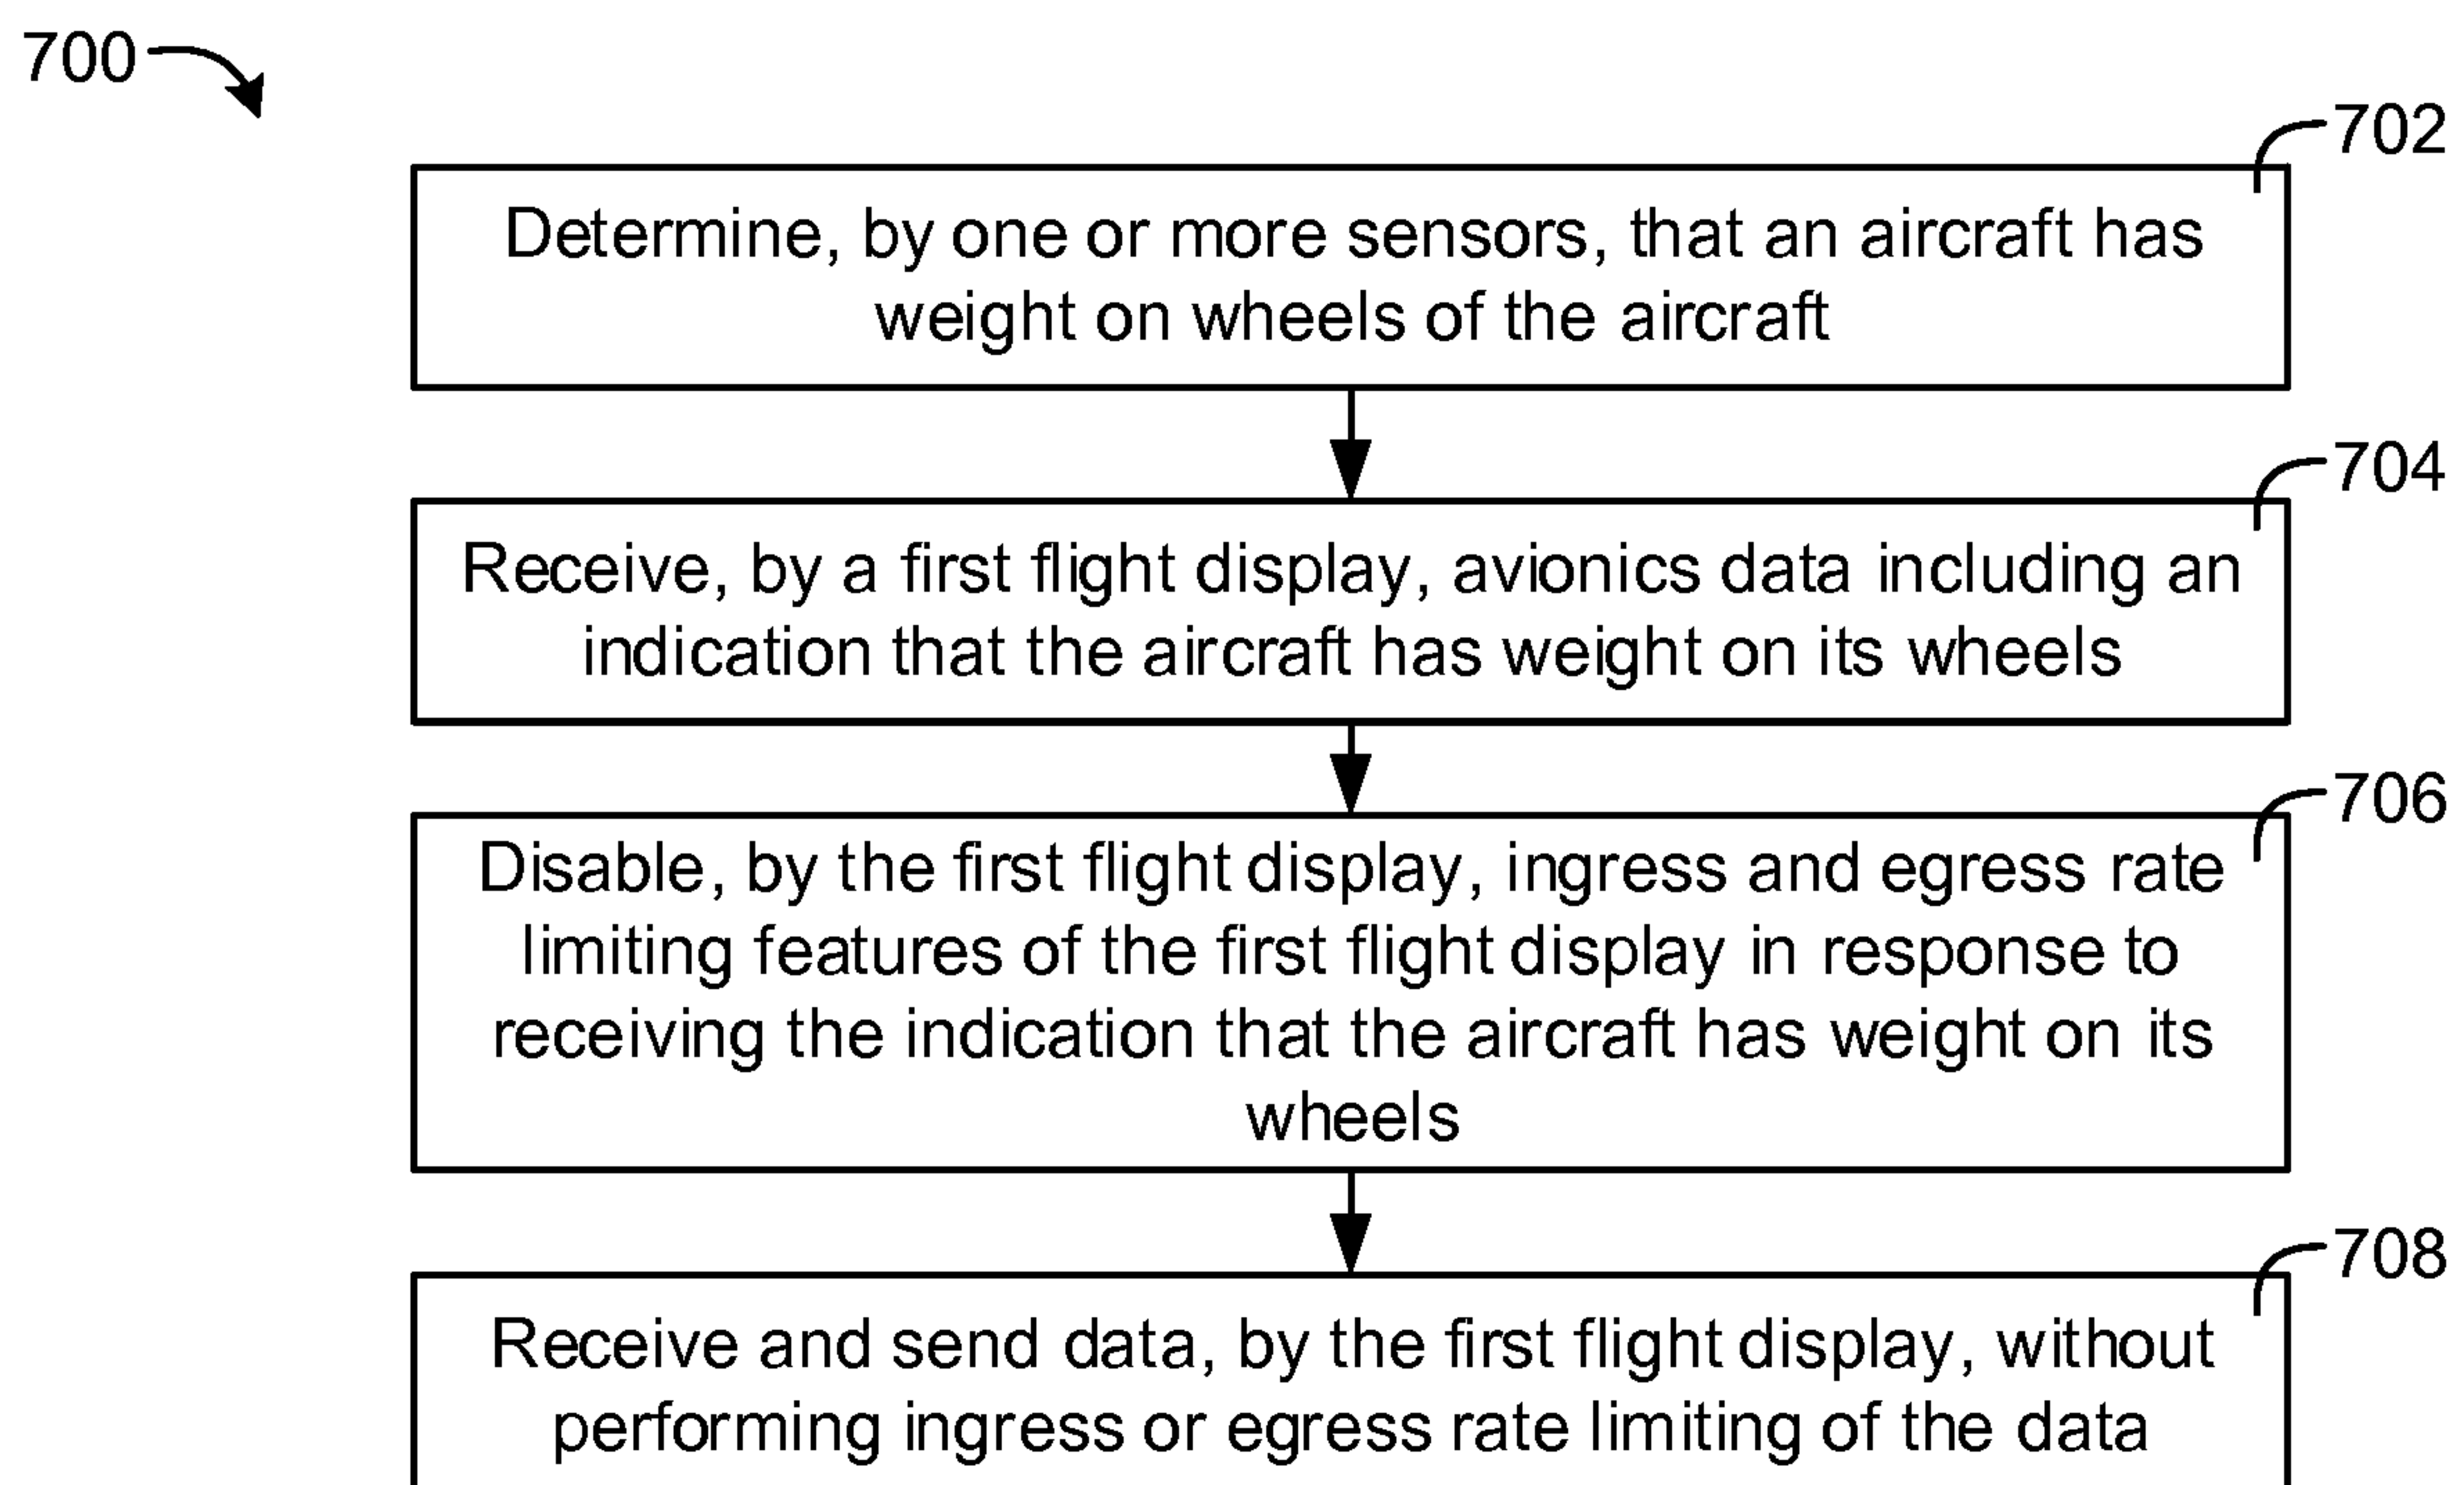 700
702
Determine, by one or more sensors, that an aircraft has
weight on wheels of the aircraft
704
Receive, by a first flight display, avionics data including an
indication that the aircraft has weight on its wheels
706
Disable, by the first flight display, ingress and egress rate
limiting features of the first flight display in response to
receiving the indication that the aircraft has weight on its
wheels
708
Receive and send data, by the first flight display, without
performing ingress or egress rate limiting of the data